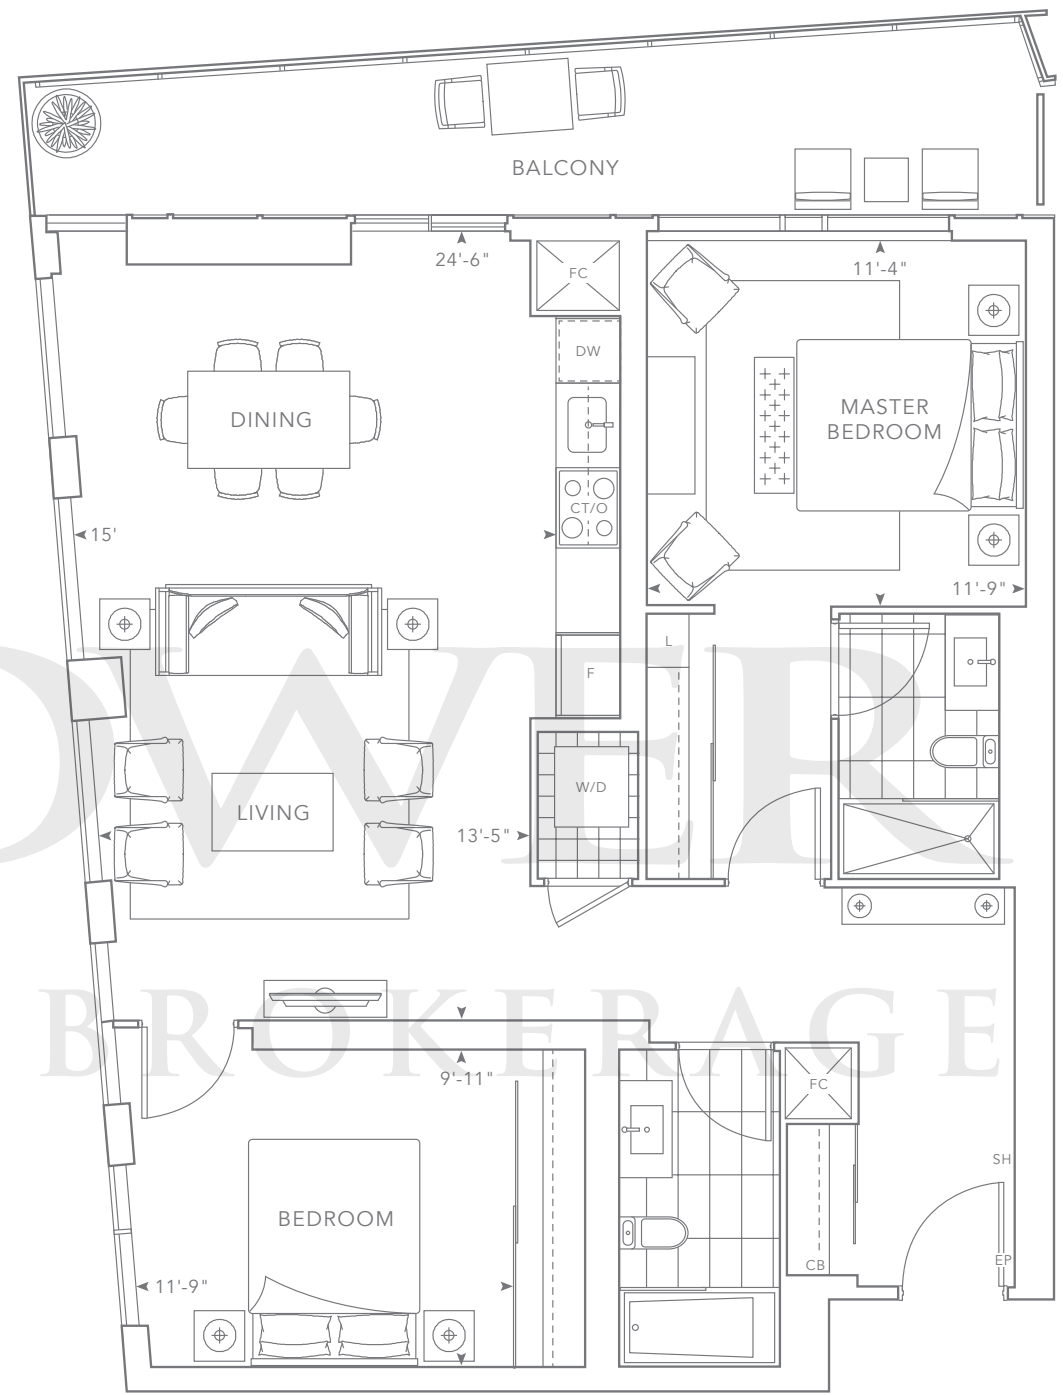 BALCONY
24'-6"
FC
11'-4"
DW
DINING
MASTER
BEDROOM
CT/O
15'
11'-9"
L
F
OWER
W/D
LIVING
13'-5"
BROKERAGE
9'-11"
FC
SH
BEDROOM
EP
CB
11'-9"